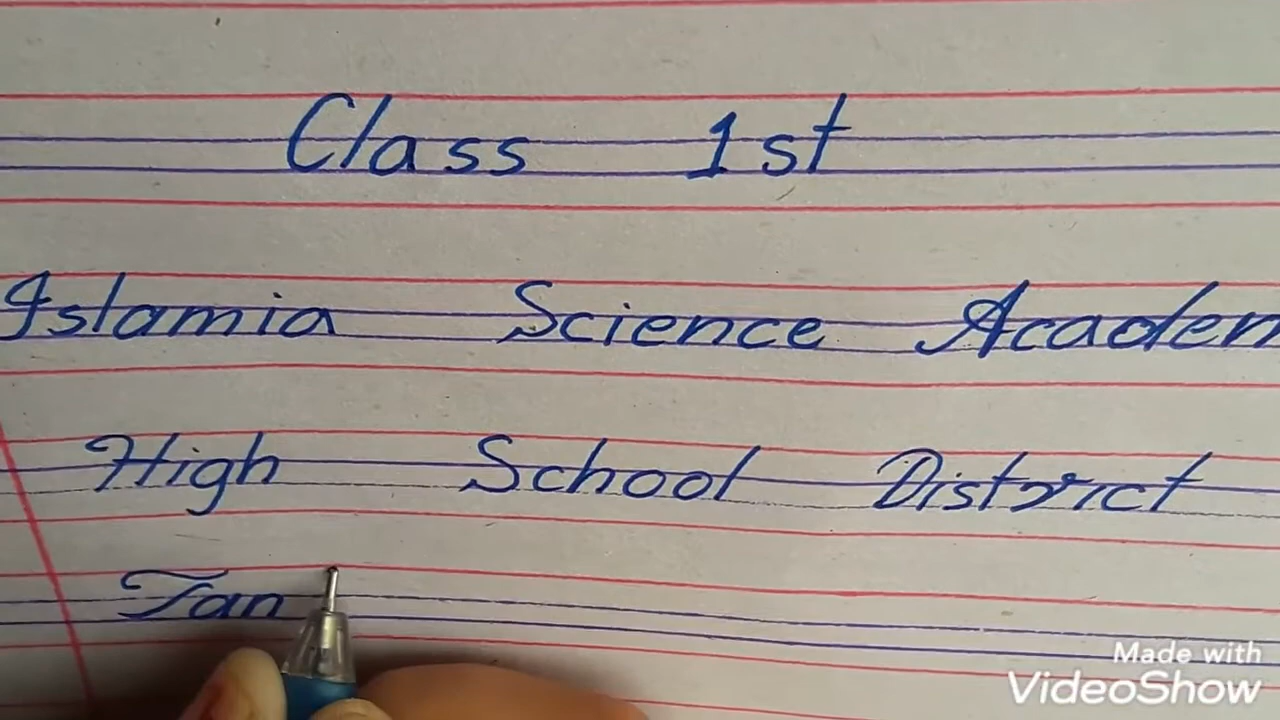 Class 1st
Islamia Science Academ
High School District
Tan
Made with
VideoShow